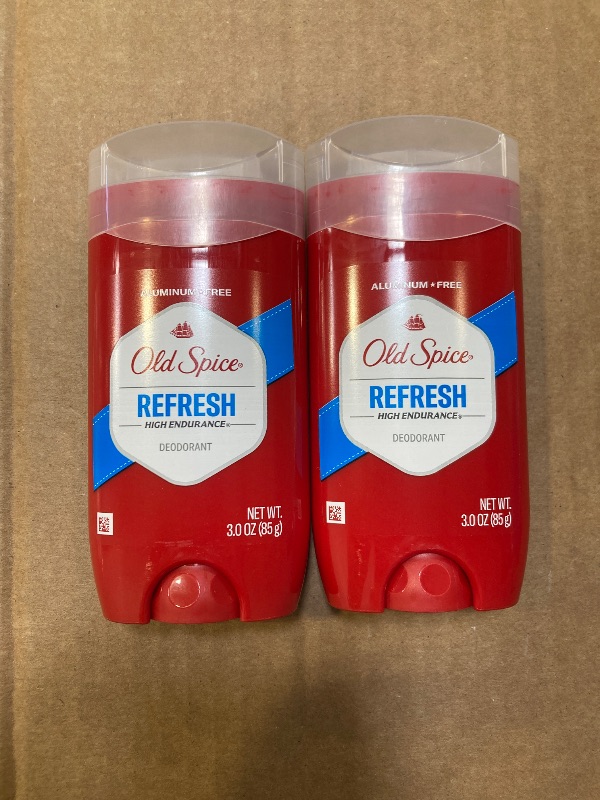 ALUMINUM★FREE
Old Spice®
REFRESH
HIGH ENDURANCE®
DEODORANT
NET WT.
3.0 OZ (85 g)
ALUMINUM★FREE
Old Spice®
REFRESH
HIGH ENDURANCE®
DEODORANT
NET WT.
3.0 OZ (85 g)